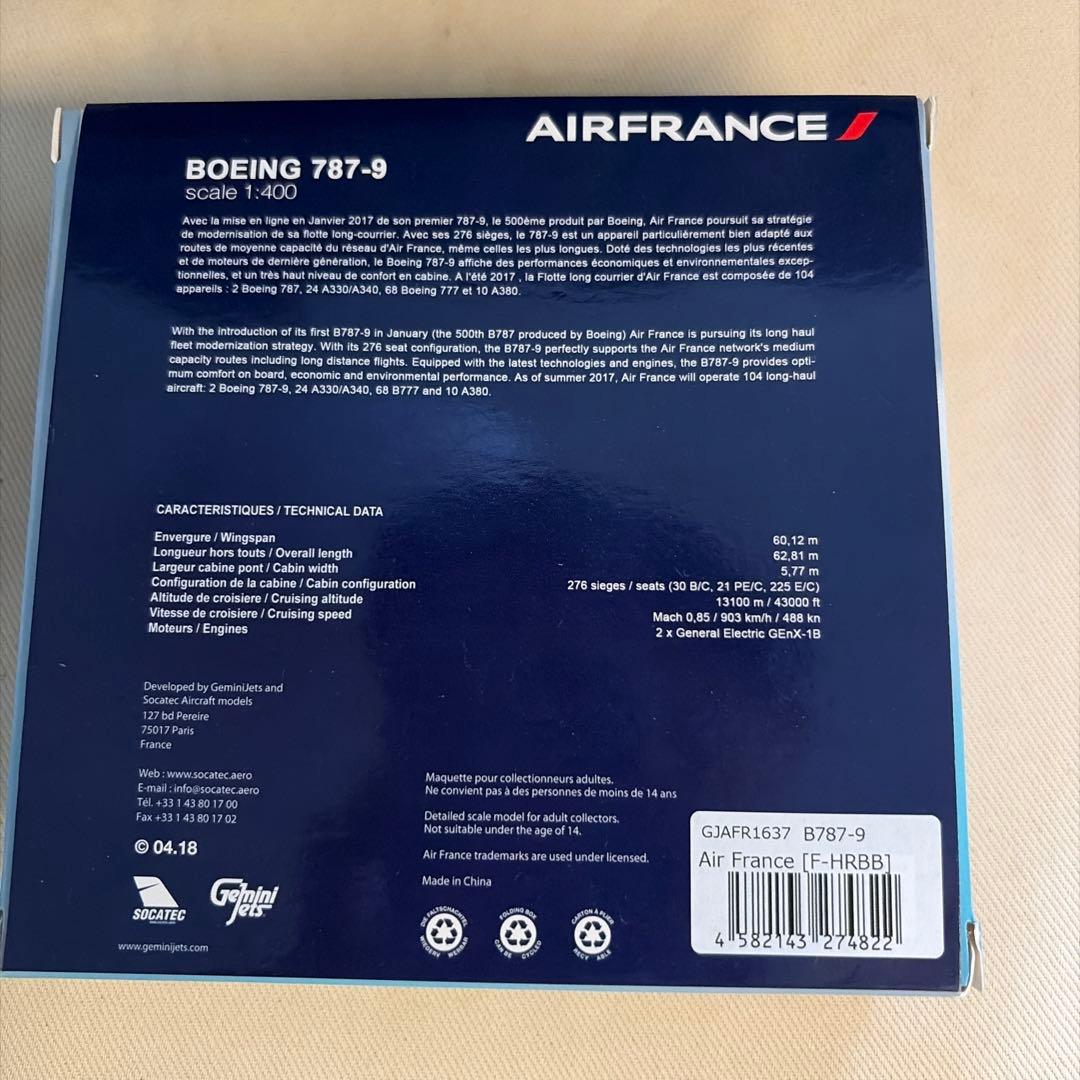 AIRFRANCE
BOEING 787-9
scale 1:400
Avec la mise en ligne en Janvier 2017 de son premier 787-9, le 500ème produit par Boeing, Air France poursuit sa stratégie
de modernisation de sa flotte long-courrier. Avec ses 276 sièges, le 787-9 est un appareil particulièrement bien adapté aux
routes de moyenne capacité du réseau d'Air France, même celles les plus longues. Doté des technologies les plus récentes
et de moteurs de dernière génération, le Boeing 787-9 affiche des performances économiques et environnementales excep-
tionnelles, et un très haut niveau de confort en cabine. A l'été 2017 , la Flotte long courrier d'Air France est composée de 104
appareils : 2 Boeing 787, 24 A330/A340, 68 Boeing 777 et 10 A380.
With the introduction of its first B787-9 in January (the 500th B787 produced by Boeing) Air France is pursuing its long haul
fleet modernization strategy. With its 276 seat configuration, the B787-9 perfectly supports the Air France network's medium
capacity routes including long distance flights. Equipped with the latest technologies and engines, the B787-9 provides opti-
mum comfort on board, economic and environmental performance. As of summer 2017, Air France will operate 104 long-haul
aircraft: 2 Boeing 787-9, 24 A330/A340, 68 B777 and 10 A380.
CARACTERISTIQUES / TECHNICAL DATA
Envergure / Wingspan 60,12 m
Longueur hors touts / Overall length 62,81 m
Largeur cabine pont / Cabin width 5,77 m
Configuration de la cabine / Cabin configuration 276 sieges / seats (30 B/C, 21 PE/C, 225 E/C)
Altitude de croisiere / Cruising altitude 13100 m / 43000 ft
Vitesse de croisiere / Cruising speed Mach 0,85 / 903 km/h / 488 kn
Moteurs / Engines 2 x General Electric GEnX-1B
Developed by GeminiJets and
Socatec Aircraft models
127 bd Pereire
75017 Paris
France
Web : www.socatec.aero
E-mail : info@socatec.aero
Tél. +33 1 43 80 17 00
Fax +33 1 43 80 17 02
© 04.18
SOCATEC
Gemini
Jets
www.geminijets.com
Maquette pour collectionneurs adultes.
Ne convient pas à des personnes de moins de 14 ans
Detailed scale model for adult collectors.
Not suitable under the age of 14.
Air France trademarks are used under licensed.
Made in China
DIE FALTSCHACHTEL
FOLDING BOX
CAN BE CYCLED
CARTON A PLIER
GJAFR1637 B787-9
Air France [F-HRBB]
4 582143 274822